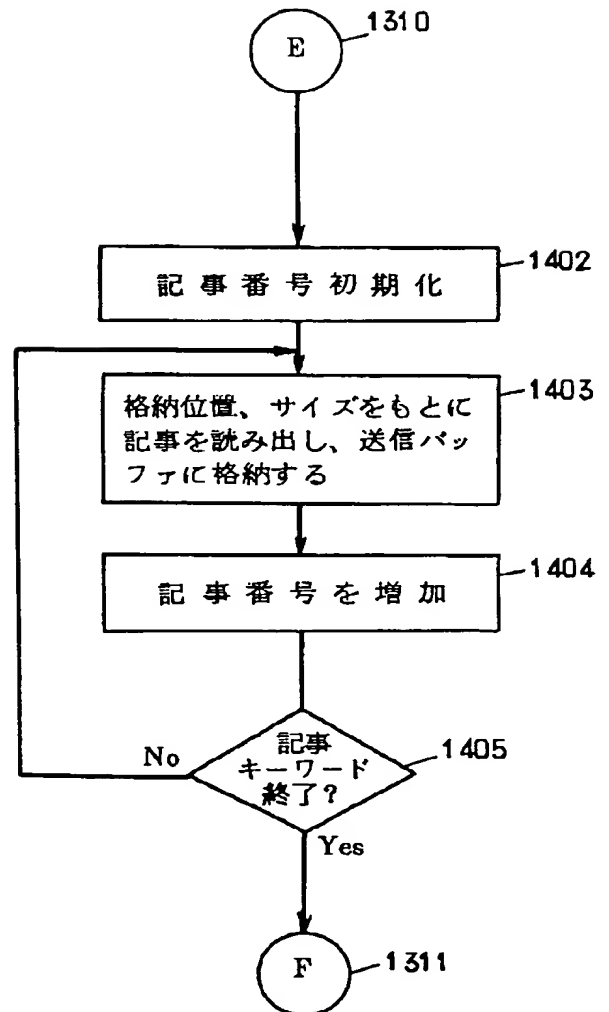 1310
E
1402
記事番号初期化
1403
格納位置、サイズをもとに
記事を読み出し、送信バッ
ファに格納する
1404
記事番号を増加
1405
記事
キーワード
終了?
No
Yes
F
1311